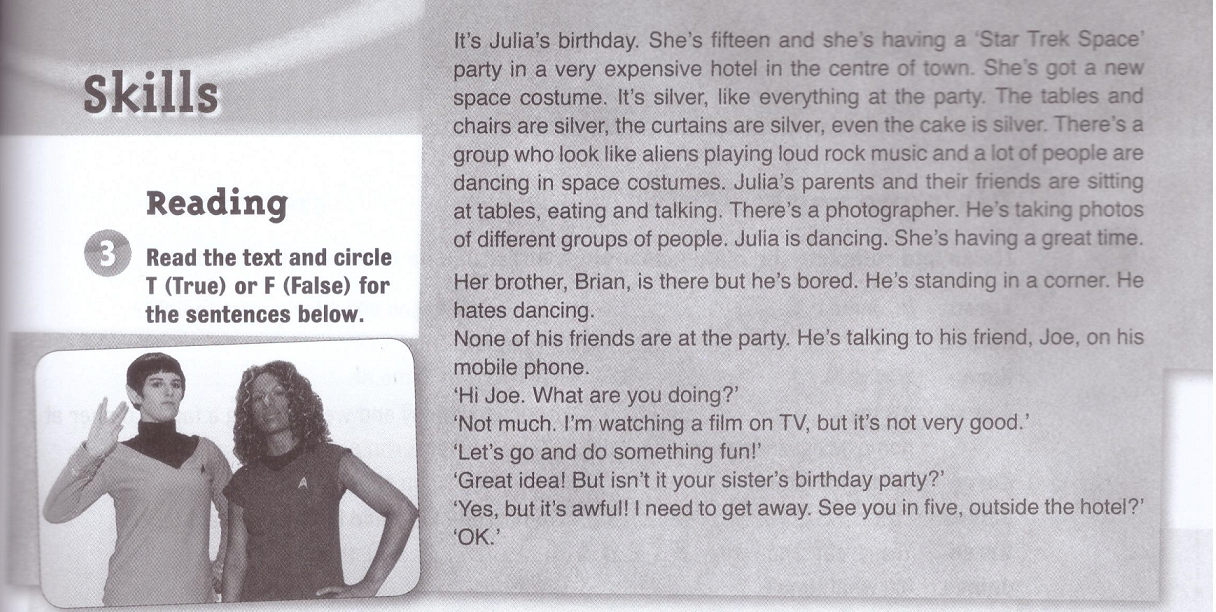 Skills
Reading
3
Read the text and circle
T (True) or F (False) for
the sentences below.
It's Julia's birthday. She's fifteen and she's having a 'Star Trek Space'
party in a very expensive hotel in the centre of town. She's got a new
space costume. It's silver, like everything at the party. The tables and
chairs are silver, the curtains are silver, even the cake is silver. There's a
group who look like aliens playing loud rock music and a lot of people are
dancing in space costumes. Julia's parents and their friends are sitting
at tables, eating and talking. There's a photographer. He's taking photos
of different groups of people. Julia is dancing. She's having a great time.
Her brother, Brian, is there but he's bored. He's standing in a corner. He
hates dancing.
None of his friends are at the party. He's talking to his friend, Joe, on his
mobile phone.
'Hi Joe. What are you doing?'
'Not much. I'm watching a film on TV, but it's not very good.'
'Let's go and do something fun!'
'Great idea! But isn't it your sister's birthday party?'
'Yes, but it's awful! I need to get away. See you in five, outside the hotel?'
'OK.'